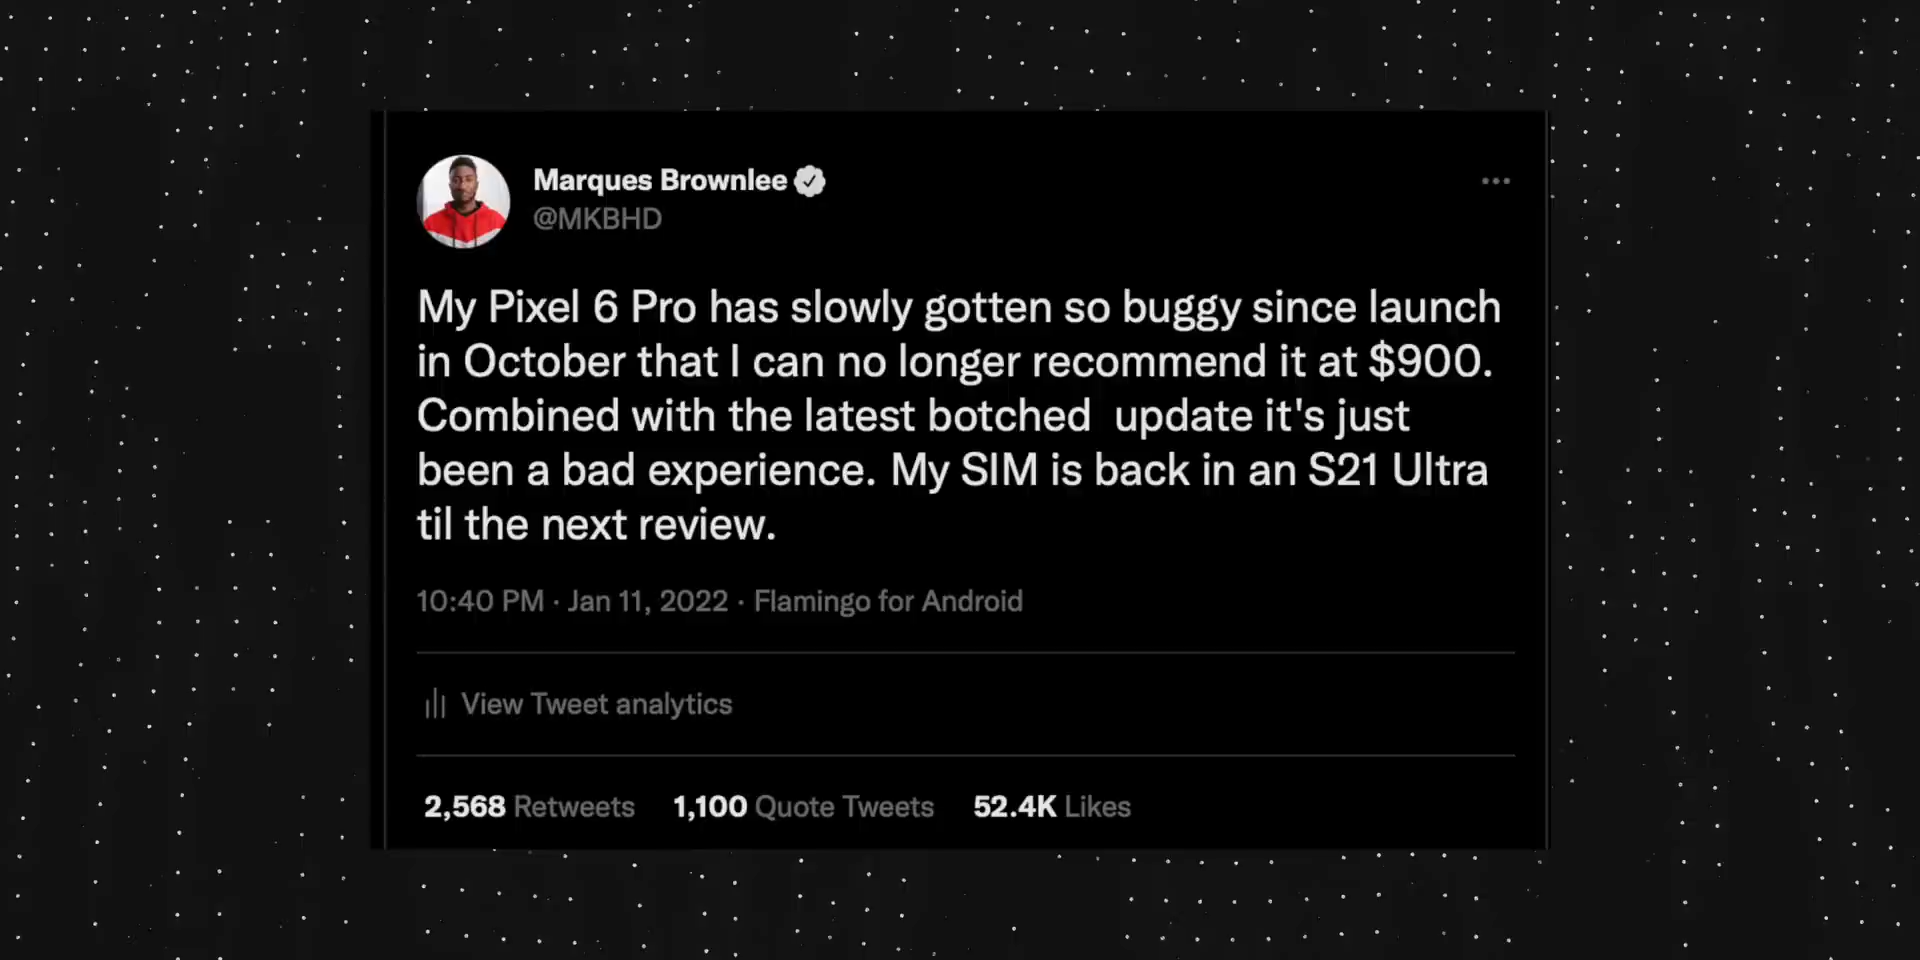 Marques Brownlee
@MKBHD
My Pixel 6 Pro has slowly gotten so buggy since launch
in October that I can no longer recommend it at $900.
Combined with the latest botched  update it's just
been a bad experience. My SIM is back in an S21 Ultra
til the next review.
10:40 PM · Jan 11, 2022 · Flamingo for Android
View Tweet analytics
2,568 Retweets 1,100 Quote Tweets 52.4K Likes